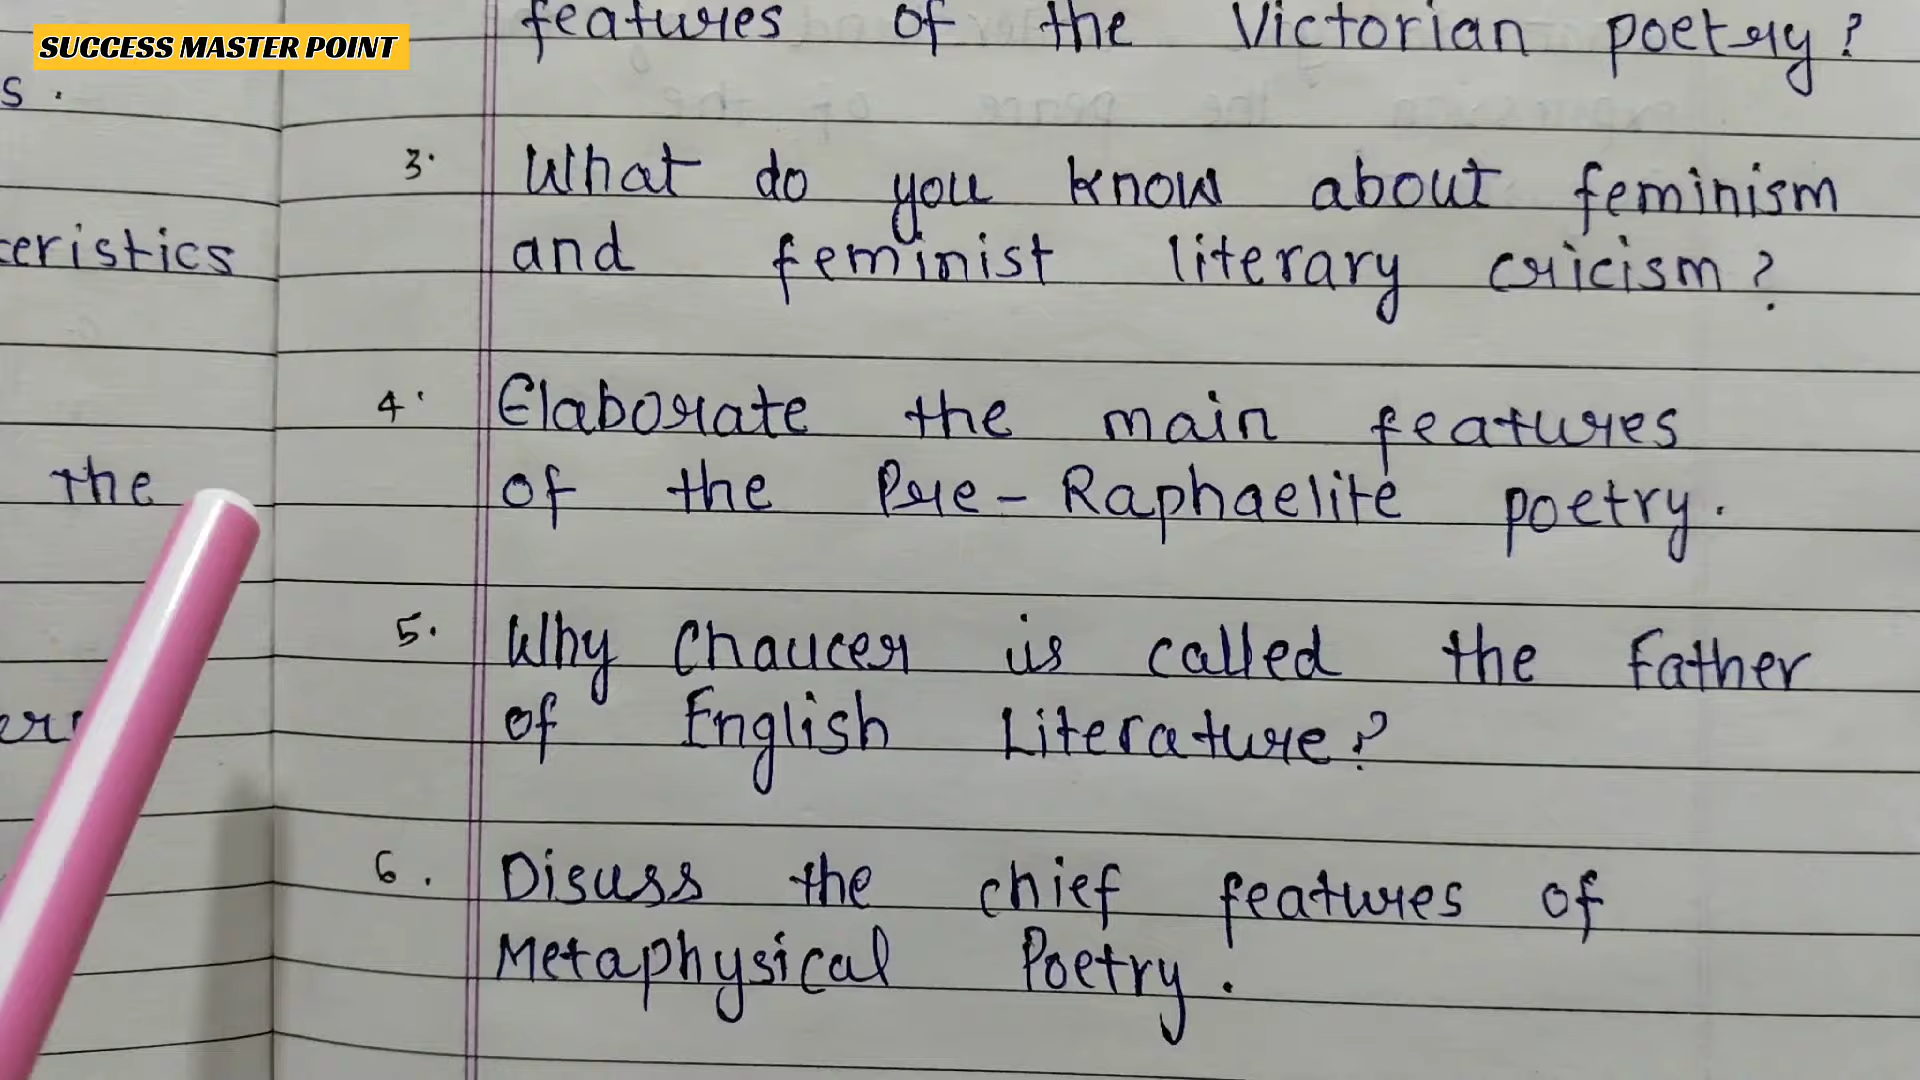 SUCCESS MASTER POINT
features of the Victorian poetry?
s.
3. What do you know about feminism
and feminist literary cricism?
eristics
4. Elaborate the main features
of the Pre-Raphaelite poetry.
the
5. Why Chaucer is called the Father
of English Literature?
6. Disuss the chief features of
Metaphysical Poetry.